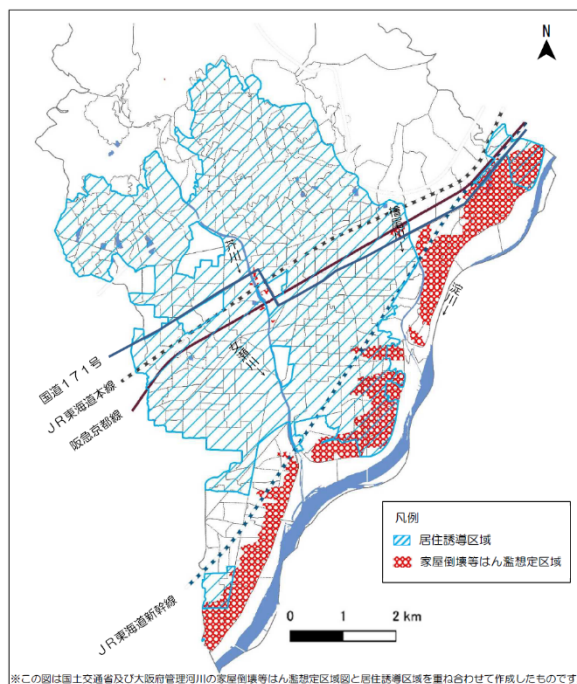 N
芥川
淀川
女瀬川
国道171号
JR東海道本線
阪急京都線
JR東海道新幹線
凡例
居住誘導区域
家屋倒壊等はん濫想定区域
0 1 2 km
※この図は国土交通省及び大阪府管理河川の家屋倒壊等はん濫想定区域図と居住誘導区域を重ね合わせて作成したものです